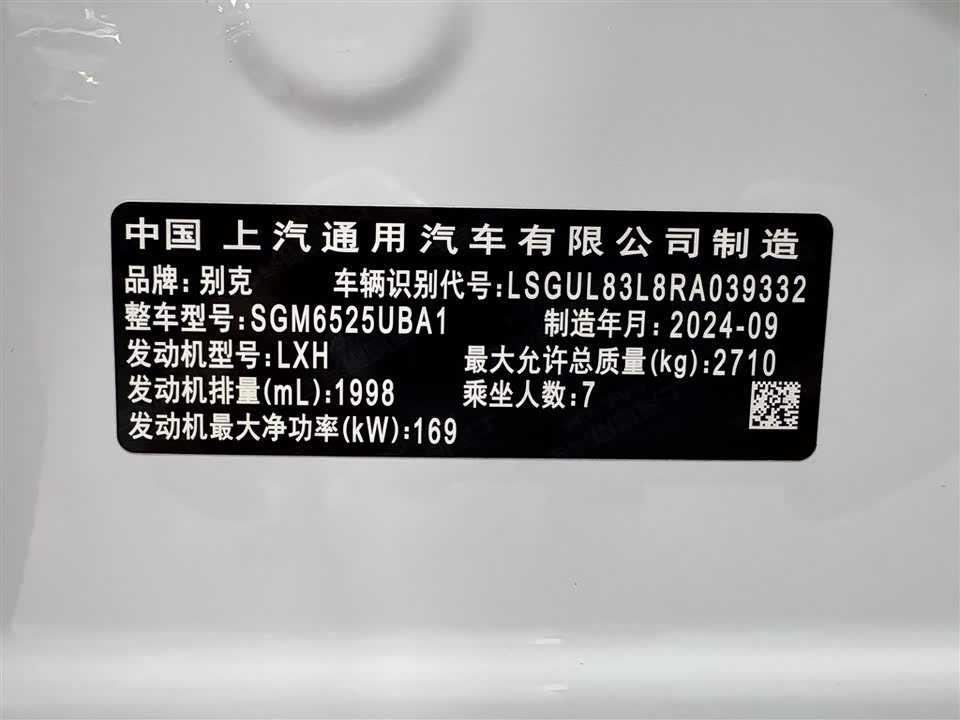 中国 上汽通用汽车有限公司制造
品牌: 别克 车辆识别代号:LSGUL83L8RA039332
整车型号:SGM6525UBA1 制造年月: 2024-09
发动机型号:LXH 最大允许总质量(kg):2710
发动机排量(mL):1998 乘坐人数:7
发动机最大净功率(kW):169